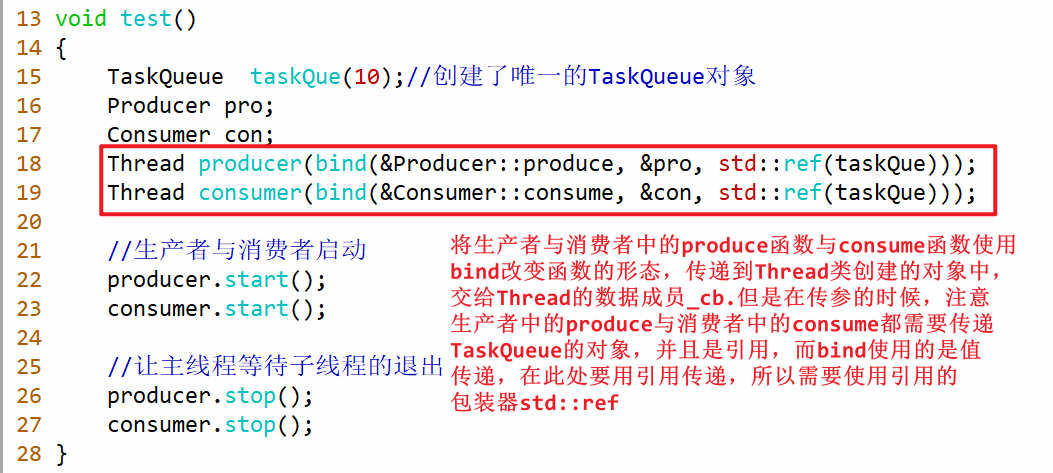 13 void test()
14 {
15     TaskQueue  taskQue(10);//创建了唯一的TaskQueue对象
16     Producer pro;
17     Consumer con;
18     Thread producer(bind(&Producer::produce, &pro, std::ref(taskQue)));
19     Thread consumer(bind(&Consumer::consume, &con, std::ref(taskQue)));
20
21     //生产者与消费者启动
22     producer.start();
23     consumer.start();
24
25     //让主线程等待子线程的退出
26     producer.stop();
27     consumer.stop();
28 }
将生产者与消费者中的produce函数与consume函数使用
bind改变函数的形态，传递到Thread类创建的对象中，
交给Thread的数据成员_cb.但是在传参的时候，注意
生产者中的produce与消费者中的consume都需要传递
TaskQueue的对象，并且是引用，而bind使用的是值
传递，在此处要用引用传递，所以需要使用引用的
包装器std::ref